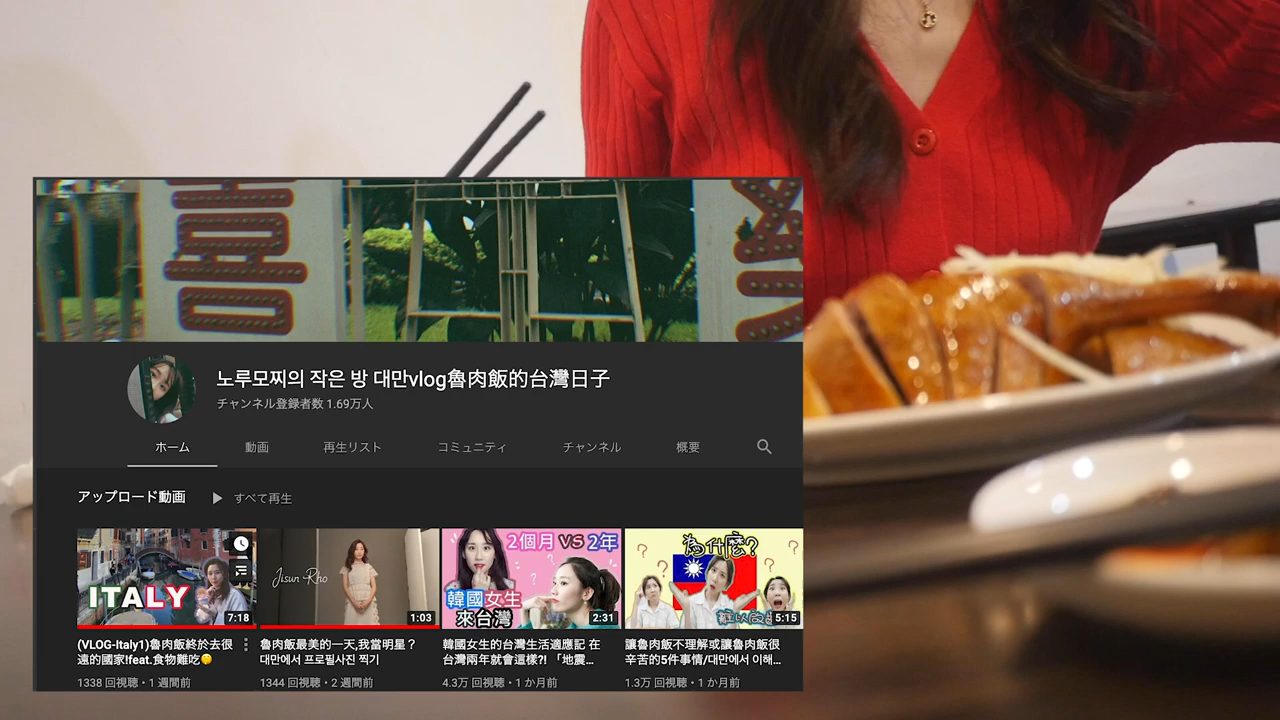 노루모찌의 작은 방 대만vlog魯肉飯的台灣日子
チャンネル登録者数 1.69万人
ホーム 動画 再生リスト コミュニティ チャンネル 概要
アップロード動画 すべて再生
ITALY
7:18
Jisun Rho
1:03
2個月 VS 2年
韓國女生
來台灣
2:31
為什麼?
5:15
(VLOG-Italy1)魯肉飯終於去很
遠的國家!feat.食物難吃🤫
1338 回視聴・1 週間前
魯肉飯最美的一天,我當明星？
대만에서 프로필사진 찍기
1344 回視聴・2 週間前
韓國女生的台灣生活適應記 在
台灣兩年就會這樣?! 「地震...
4.3万 回視聴・1 か月前
讓魯肉飯不理解或讓魯肉飯很
辛苦的5件事情/대만에서 이해...
1.3万 回視聴・1 か月前